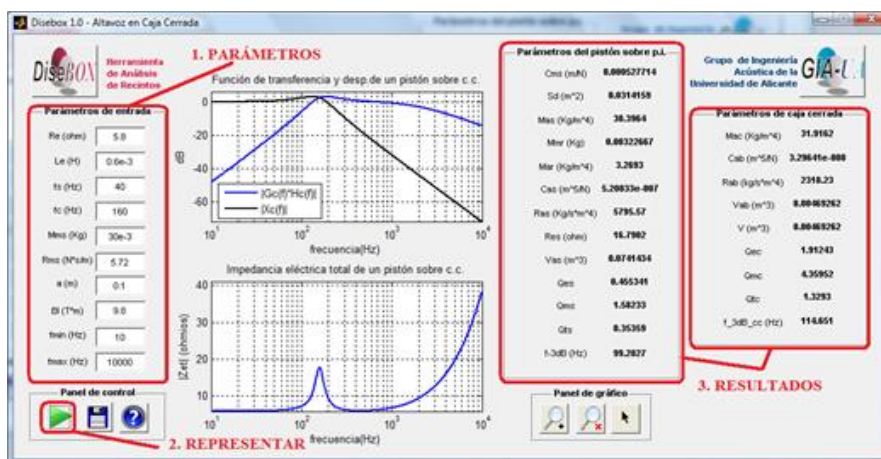 Disebox 1.0 - Altavoz en Caja Cerrada
DiseBOX
Herramienta
de Análisis
de Recintos
1. PARÁMETROS
Parámetros de entrada
Re (ohm) 5.8
Le (H) 0.6e-3
fs (Hz) 40
fc (Hz) 160
Mms (Kg) 30e-3
Rms (N*s/m) 5.72
a (m) 0.1
Bl (T*m) 9.8
fmin (Hz) 10
fmax (Hz) 10000
Panel de control
2. REPRESENTAR
Función de transferencia y desp. de un pistón sobre c.c.
dB
0
-20
-40
-60
|Gc(f)*Hc(f)|
|Xc(f)|
10^1 10^2 10^3 10^4
frecuencia(Hz)
Impedancia eléctrica total de un pistón sobre c.c.
|Zet| (ohmios)
40
30
20
10
10^1 10^2 10^3 10^4
frecuencia(Hz)
Parámetros del pistón sobre p.i.
Cms (m/N) 0.000527714
Sd (m^2) 0.0314159
Mas (Kg/m^4) 30.3964
Mmr (Kg) 0.00322667
Mar (Kg/m^4) 3.2693
Cas (m^5/N) 5.20833e-007
Ras (Kg/s*m^4) 5795.57
Res (ohm) 16.7902
Vas (m^3) 0.0741434
Qes 0.455341
Qms 1.58233
Qts 0.35359
f-3dB (Hz) 99.2027
Panel de gráfico
Grupo de Ingeniería
Acústica de la
Universidad de Alicante
GIA-UA
Parámetros de caja cerrada
Mac (Kg/m^4) 31.9162
Cab (m^5/N) 3.29641e-008
Rab (kg/s*m^4) 2318.23
Vab (m^3) 0.00469262
V (m^3) 0.00469262
Qec 1.91243
Qmc 4.35952
Qtc 1.3293
f_3dB_cc (Hz) 114.651
3. RESULTADOS